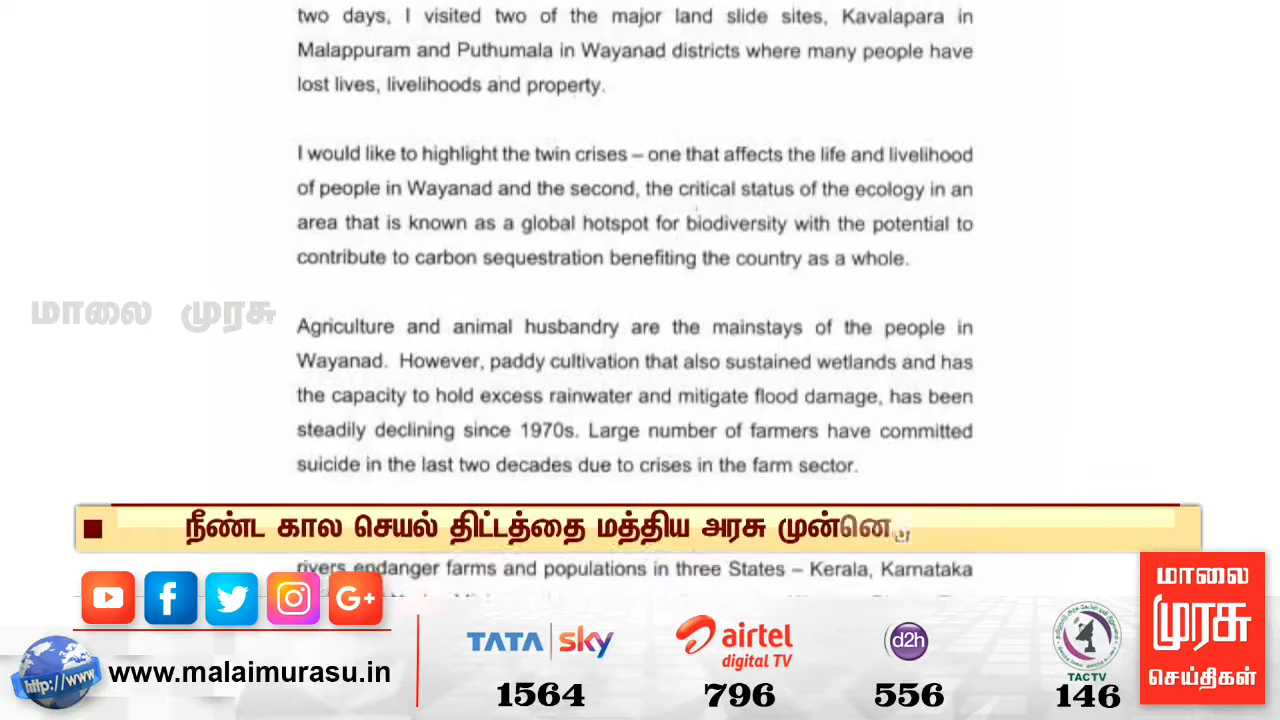 two days, I visited two of the major land slide sites, Kavalapara in
Malappuram and Puthumala in Wayanad districts where many people have
lost lives, livelihoods and property.
I would like to highlight the twin crises – one that affects the life and livelihood
of people in Wayanad and the second, the critical status of the ecology in an
area that is known as a global hotspot for biodiversity with the potential to
contribute to carbon sequestration benefiting the country as a whole.
மாலை முரசு
Agriculture and animal husbandry are the mainstays of the people in
Wayanad. However, paddy cultivation that also sustained wetlands and has
the capacity to hold excess rainwater and mitigate flood damage, has been
steadily declining since 1970s. Large number of farmers have committed
suicide in the last two decades due to crises in the farm sector.
நீண்ட கால செயல் திட்டத்தை மத்திய அரசு
rivers endanger farms and populations in three States – Kerala, Karnataka
மாலை
முரசு
செய்திகள்
TATA sky
airtel
digital TV
d2h
TACTV
http://www
www.malaimurasu.in
1564
796
556
146
G+